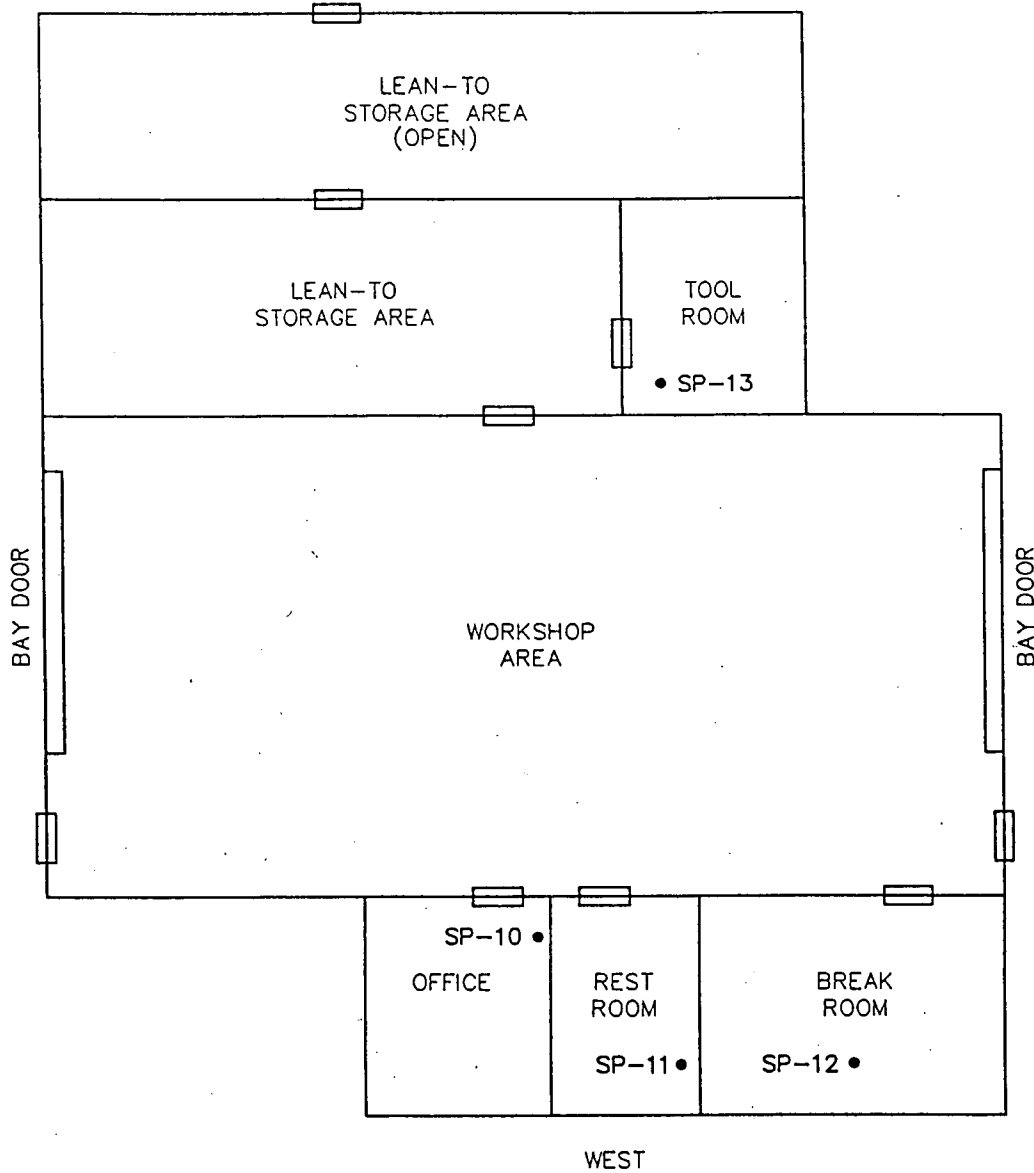 LEAN-TO
STORAGE AREA
(OPEN)
LEAN-TO
STORAGE AREA
TOOL
ROOM
SP-13
BAY DOOR
WORKSHOP
AREA
BAY DOOR
SP-10
OFFICE
REST
ROOM
BREAK
ROOM
SP-11
SP-12
WEST